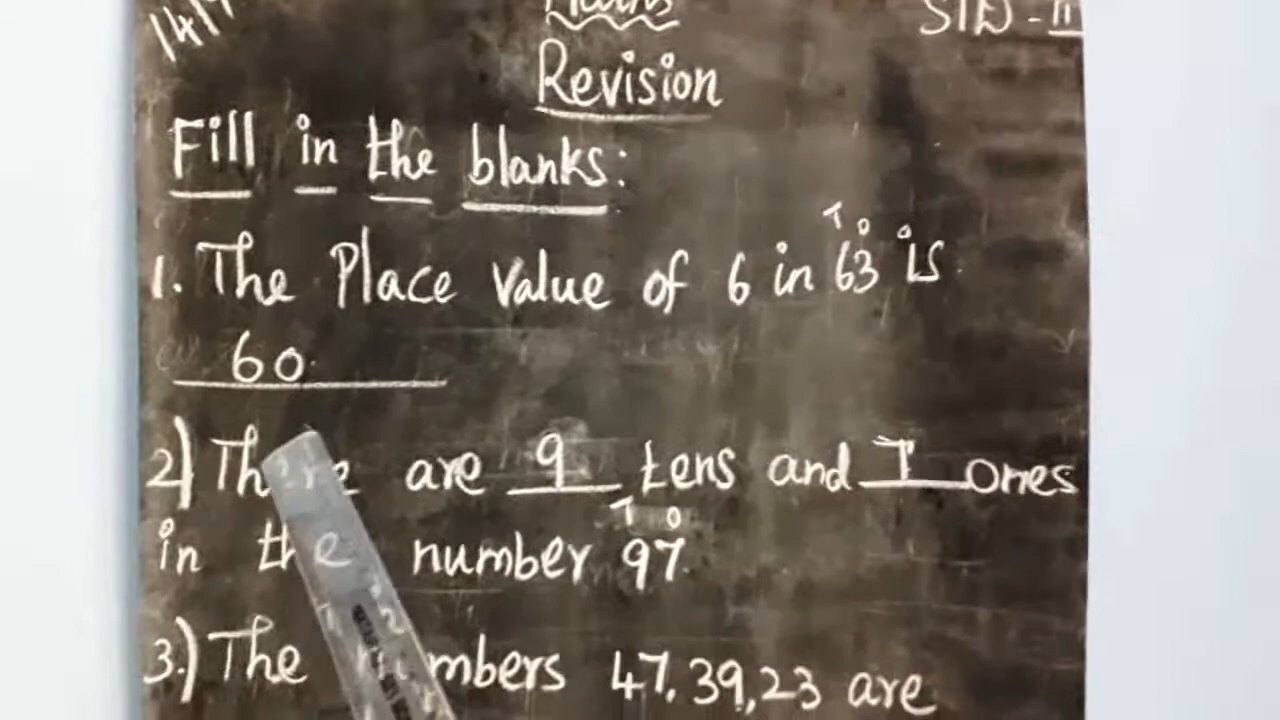 Maths
STD - II
Revision
Fill in the blanks:
T O
1. The Place Value of 6 in 63 is
60
2) There are 9 tens and 7 ones
T O
in the number 97
3.) The numbers 47, 39, 23 are